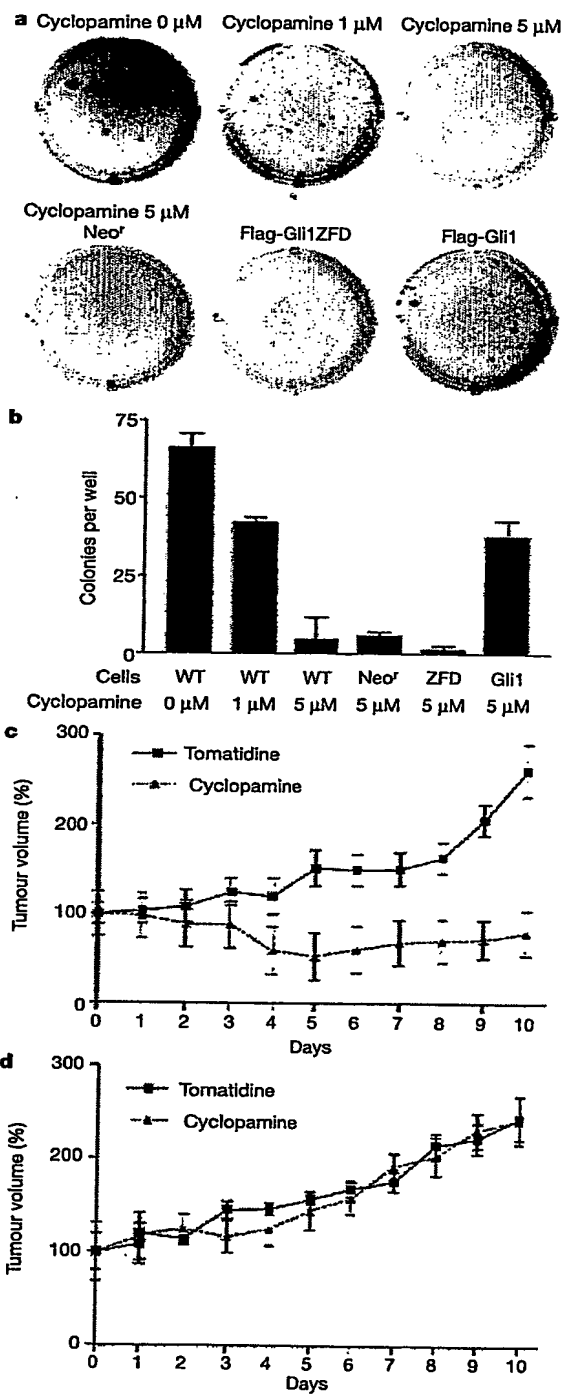 a Cyclopamine 0 µM Cyclopamine 1 µM Cyclopamine 5 µM
Cyclopamine 5 µM
Neoʳ Flag-Gli1ZFD Flag-Gli1
b
75
50
25
0
Colonies per well
Cells WT WT WT Neoʳ ZFD Gli1
Cyclopamine 0 µM 1 µM 5 µM 5 µM 5 µM 5 µM
c
300
200
100
0
Tumour volume (%)
Tomatidine
Cyclopamine
0 1 2 3 4 5 6 7 8 9 10
Days
d
300
200
100
0
Tumour volume (%)
Tomatidine
Cyclopamine
0 1 2 3 4 5 6 7 8 9 10
Days